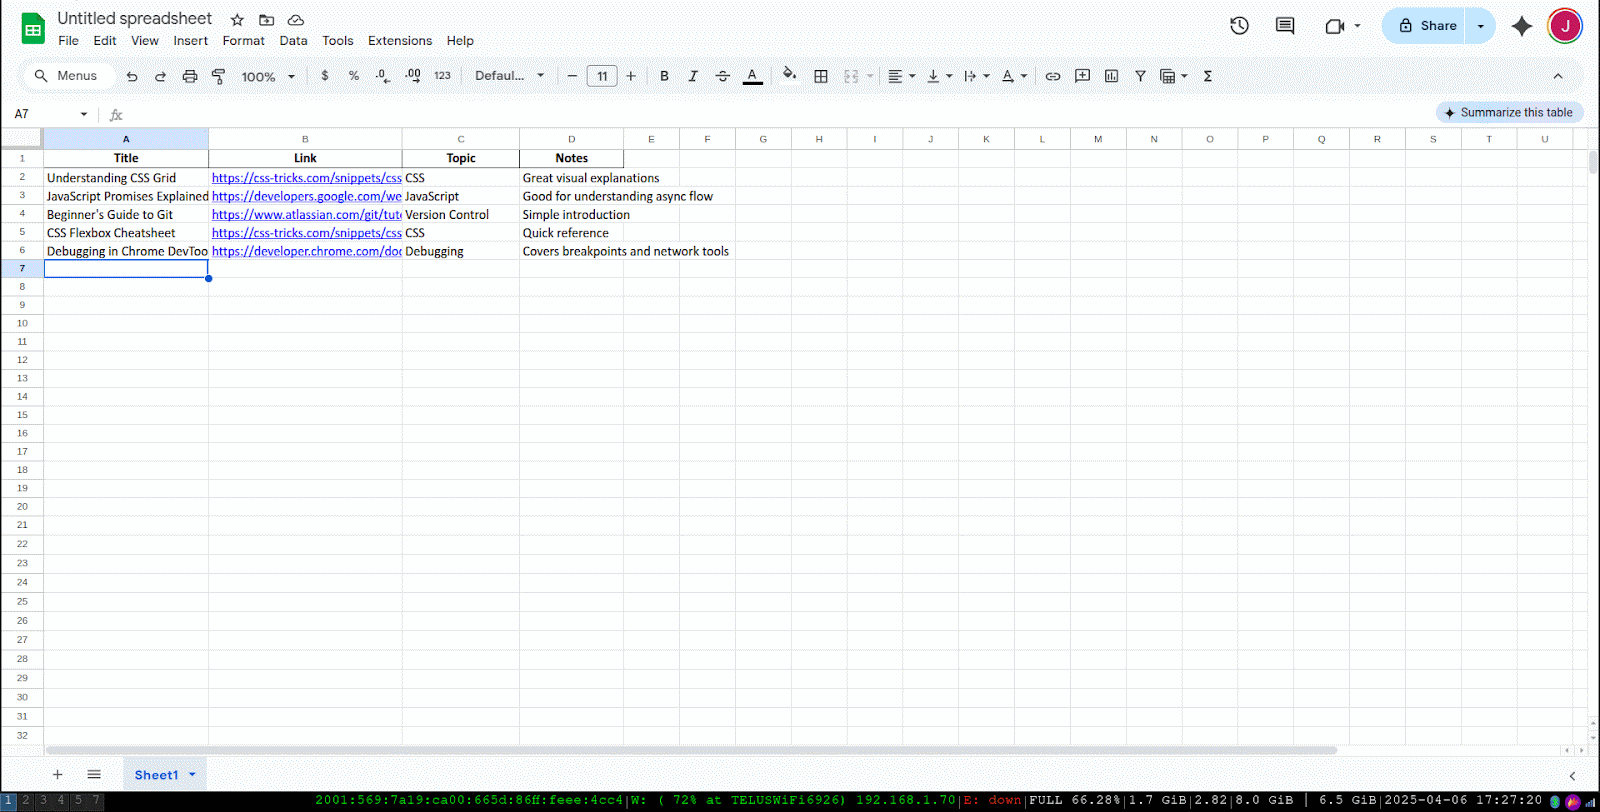 Untitled spreadsheet
File Edit View Insert Format Data Tools Extensions Help
Share
J
Menus 100% $ % .0 .00 123 Defaul... 11 B I A Σ
A7 fx Summarize this table
A B C D E F G H I J K L M N O P Q R S T U
1 Title Link Topic Notes
2 Understanding CSS Grid https://css-tricks.com/snippets/css CSS Great visual explanations
3 JavaScript Promises Explained https://developers.google.com/we JavaScript Good for understanding async flow
4 Beginner's Guide to Git https://www.atlassian.com/git/tuto Version Control Simple introduction
5 CSS Flexbox Cheatsheet https://css-tricks.com/snippets/css CSS Quick reference
6 Debugging in Chrome DevToo https://developer.chrome.com/doc Debugging Covers breakpoints and network tools
7
8
9
10
11
12
13
14
15
16
17
18
19
20
21
22
23
24
25
26
27
28
29
30
31
32
Sheet1
1 2 3 4 5 7 2001:569:7a19:ca00:665d:86ff:feee:4cc4|W: ( 72% at TELUSWiFi6926) 192.168.1.70|E: down|FULL 66.28%|1.7 GiB|2.82|8.0 GiB | 6.5 GiB|2025-04-06 17:27:20